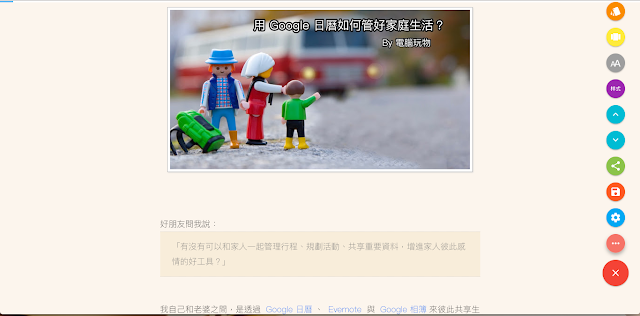 用 Google 日曆如何管好家庭生活？
By 電腦玩物
AA
样式
好朋友問我說：
「有沒有可以和家人一起管理行程、規劃活動、共享重要資料，增進家人彼此感
情的好工具？」
我自己和老婆之間，是透過 Google 日曆 、 Evernote 與 Google 相簿 來彼此共享生